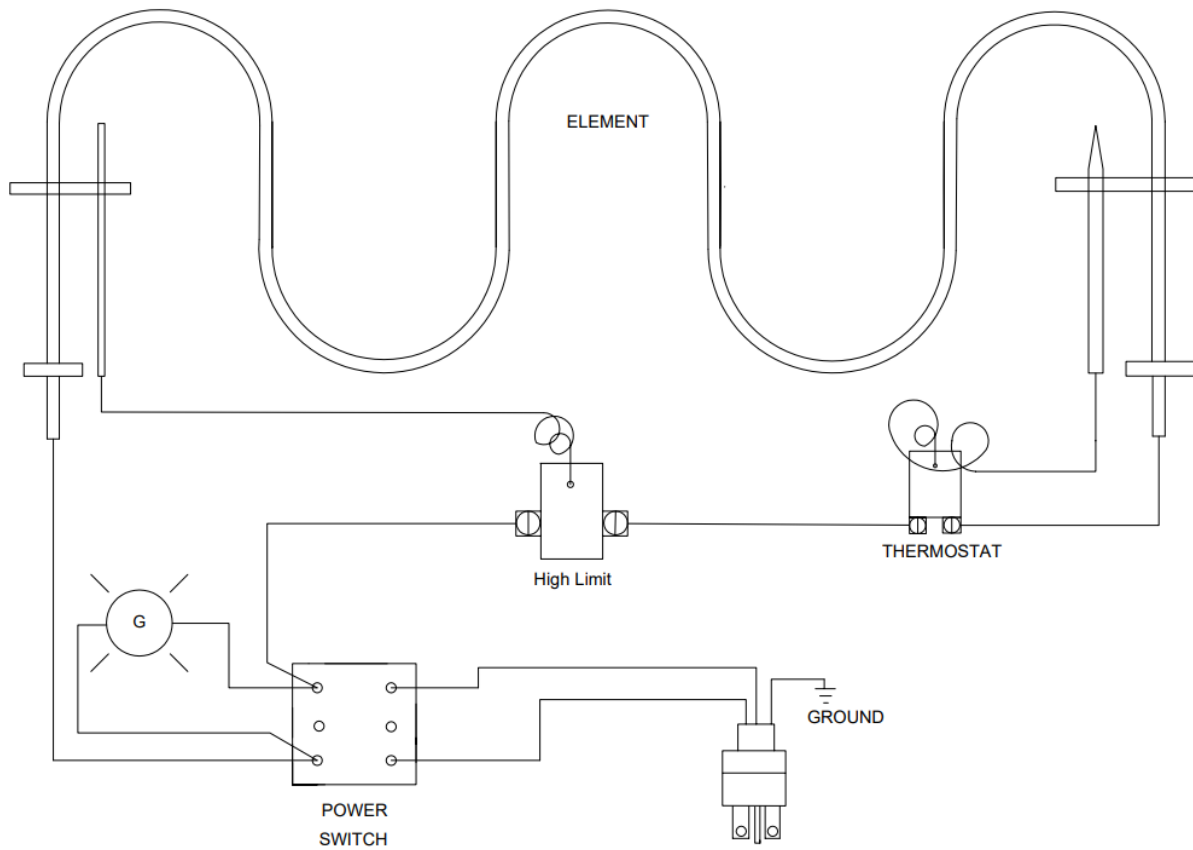 ELEMENT
THERMOSTAT
High Limit
G
GROUND
POWER
SWITCH